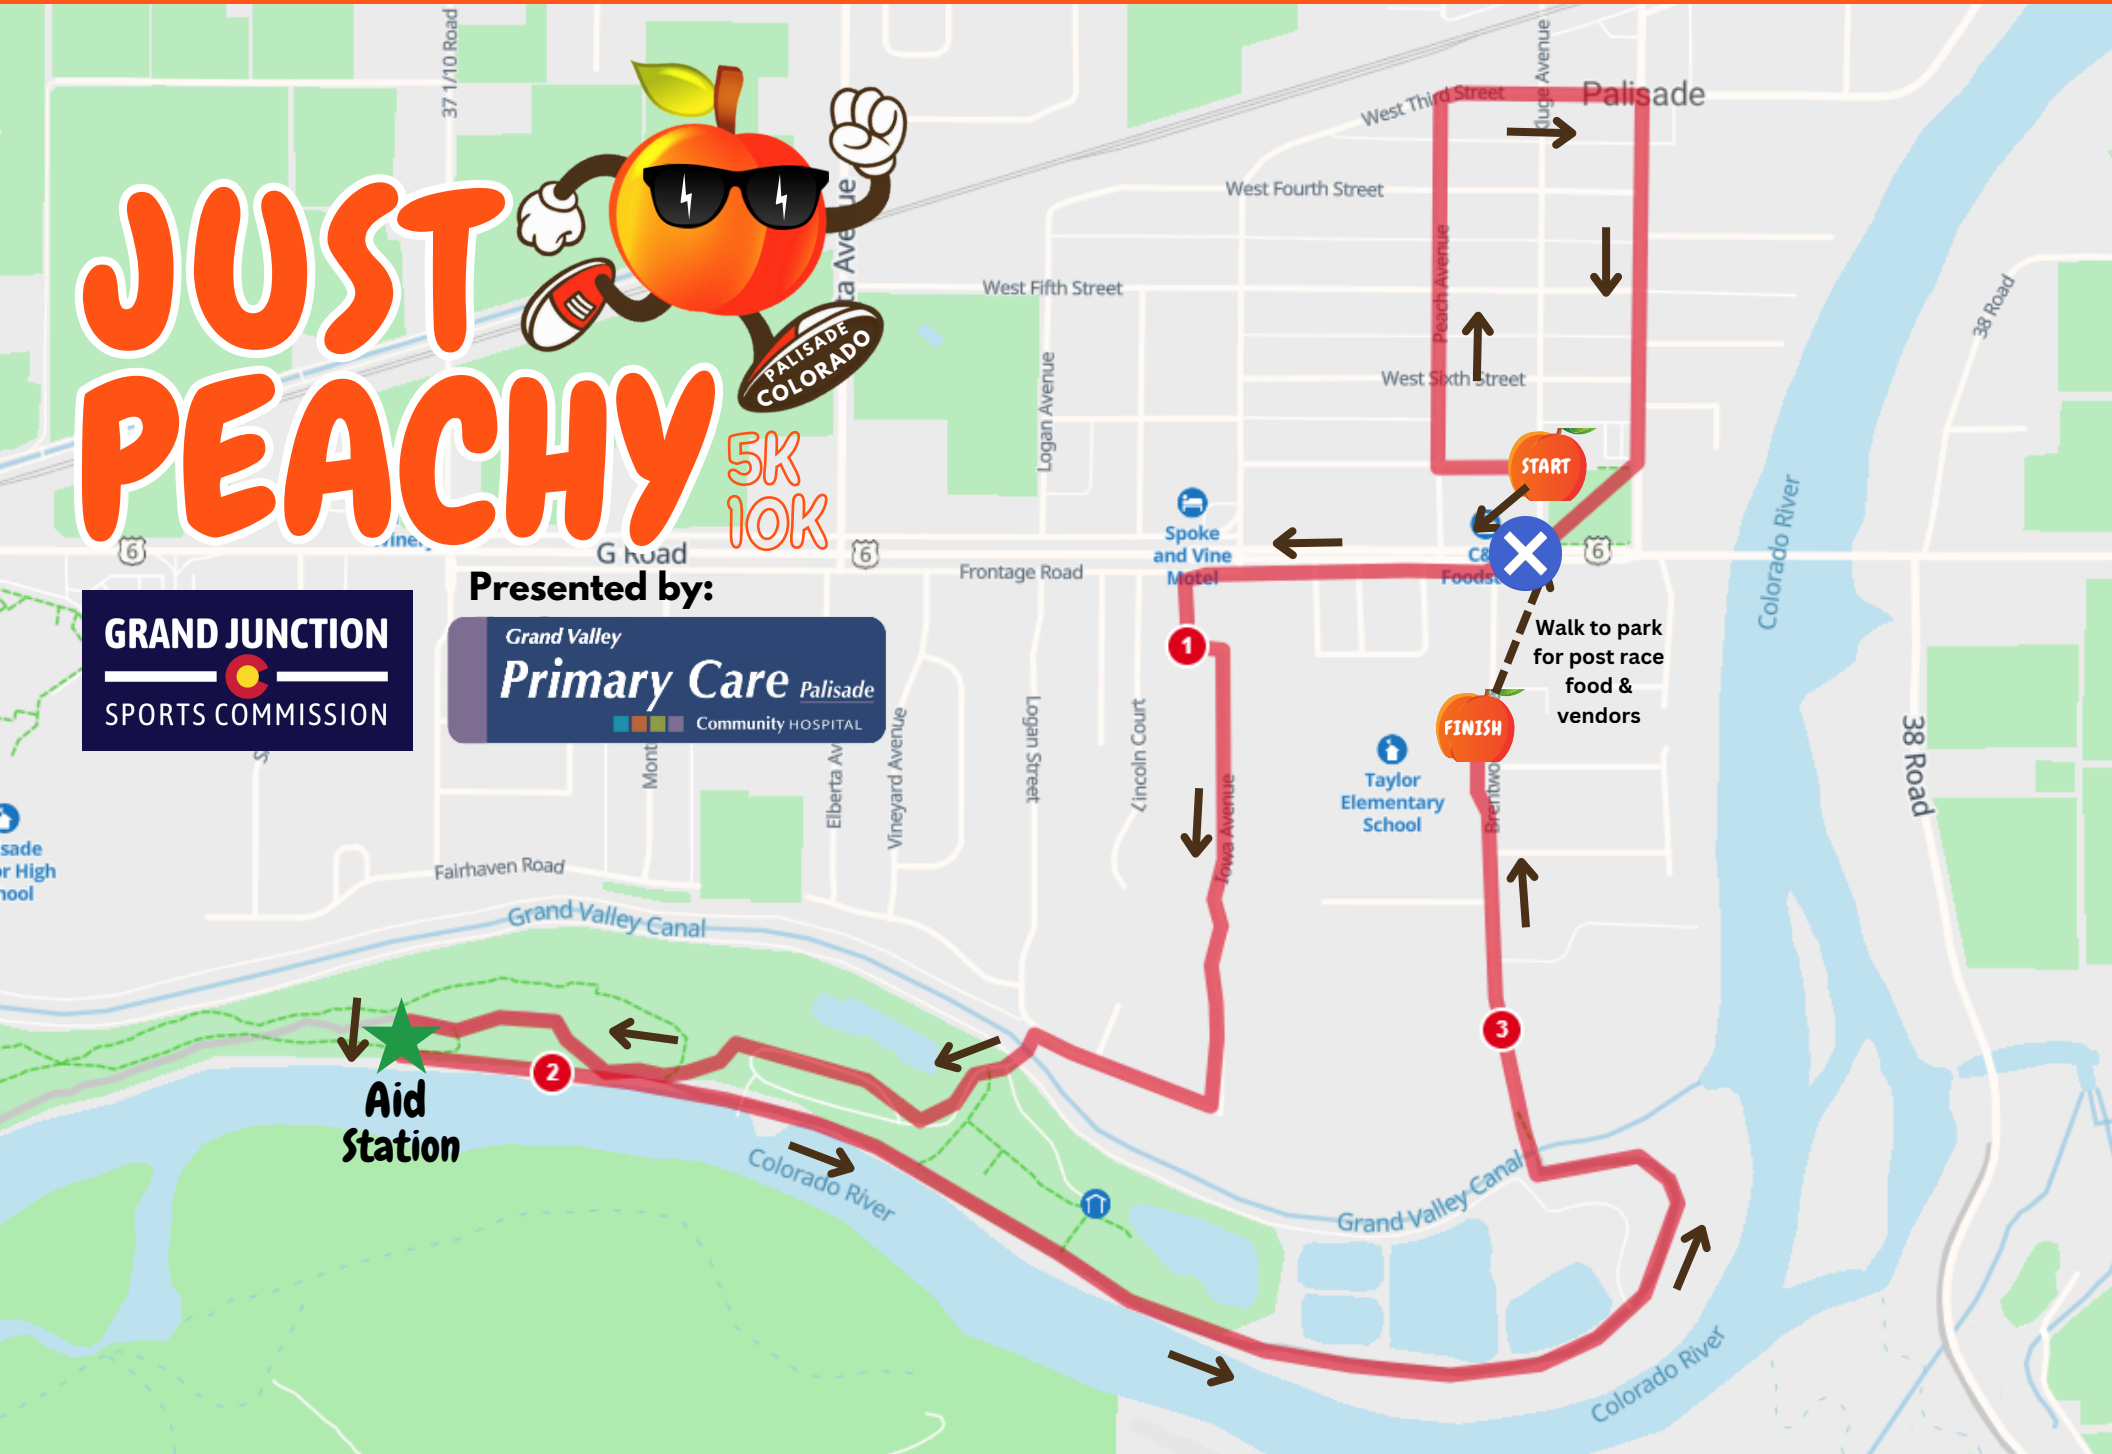 37 1/10 Road
West Third Street
Palisade
West Fourth Street
West Fifth Street
Peach Avenue
West Sixth Street
Logan Avenue
38 Road
JUST
PEACHY
PALISADE
COLORADO
5K
10K
START
Spoke
and Vine
Motel
6
G Road
6
6
Frontage Road
Colorado River
Presented by:
GRAND JUNCTION
SPORTS COMMISSION
Grand Valley
Primary Care Palisade
Community HOSPITAL
1
Walk to park
for post race
food &
vendors
FINISH
Taylor
Elementary
School
Vineyard Avenue
Logan Street
Lincoln Court
Iowa Avenue
38 Road
Fairhaven Road
Grand Valley Canal
3
2
Aid
Station
Colorado River
Grand Valley Canal
Colorado River